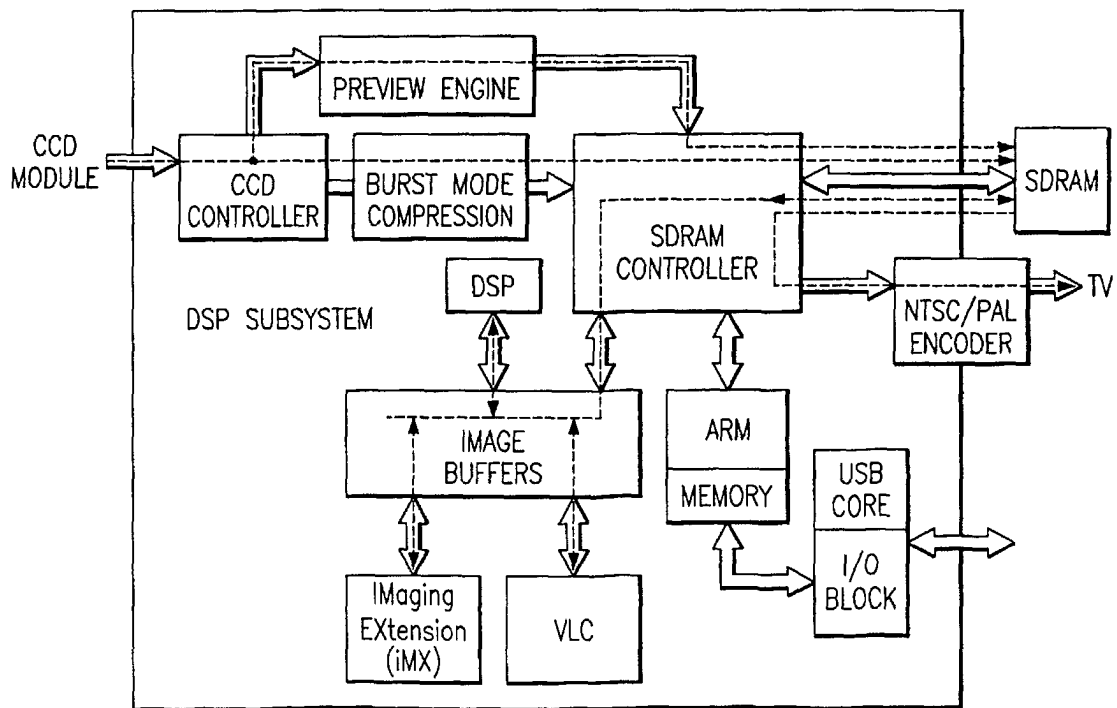 PREVIEW ENGINE
CCD
MODULE
CCD
CONTROLLER
BURST MODE
COMPRESSION
SDRAM
CONTROLLER
SDRAM
DSP
DSP SUBSYSTEM
NTSC/PAL
ENCODER
TV
IMAGE
BUFFERS
ARM
MEMORY
USB
CORE
I/O
BLOCK
IMaging
EXtension
(iMX)
VLC